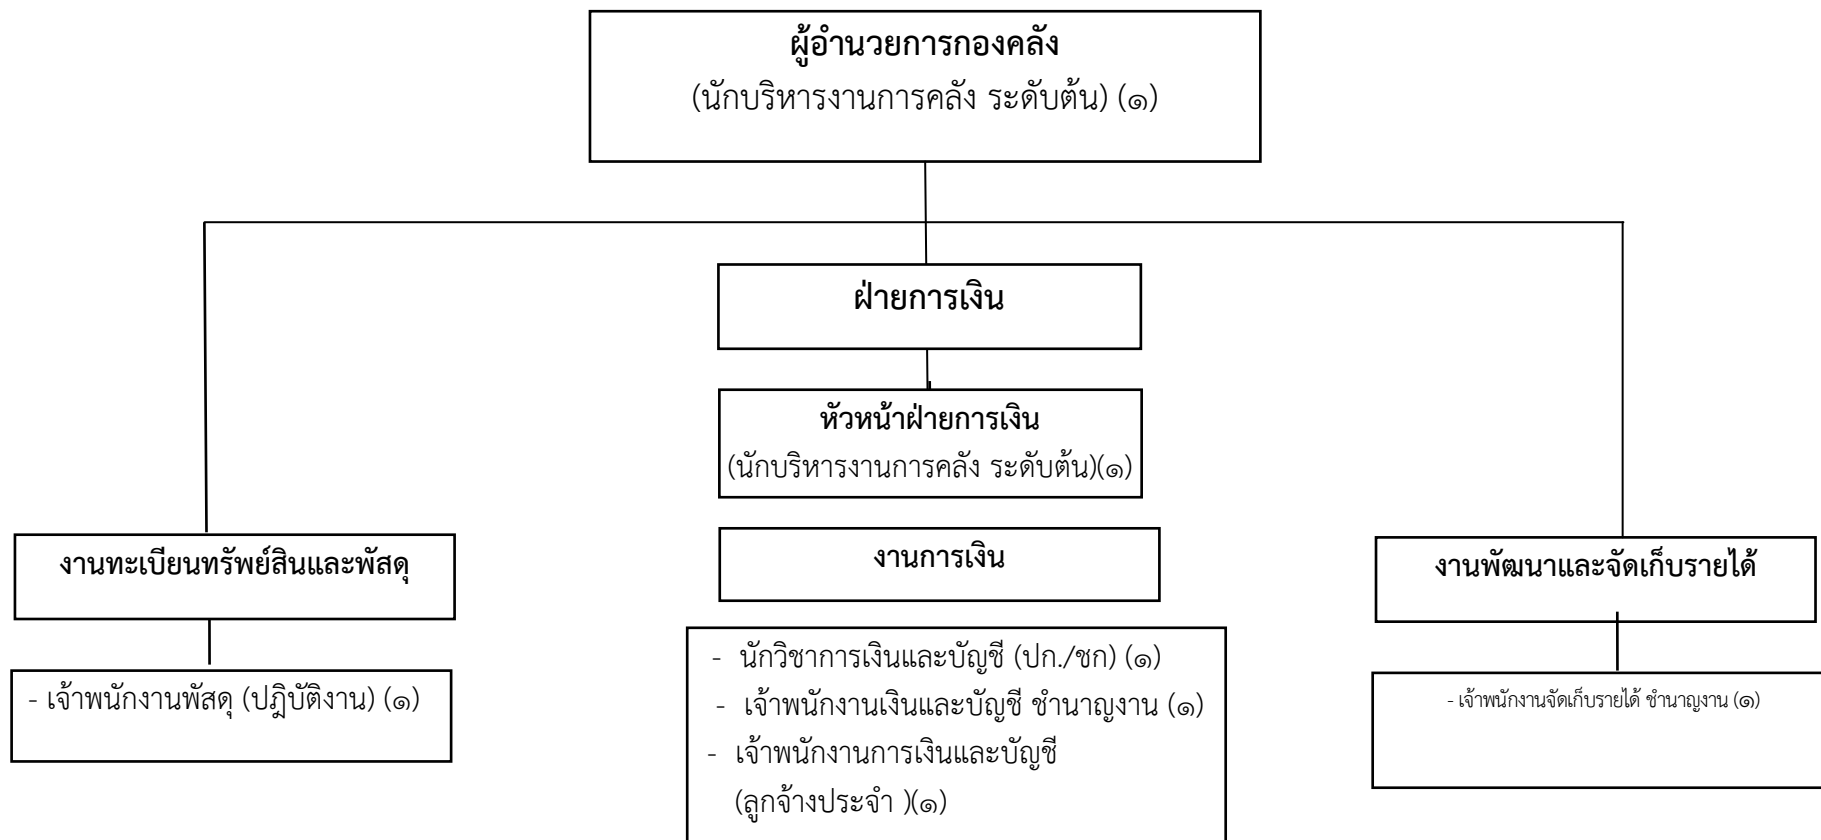 ผู้อำนวยการกองคลัง
(นักบริหารงานการคลัง ระดับต้น) (๑)
ฝ่ายการเงิน
หัวหน้าฝ่ายการเงิน
(นักบริหารงานการคลัง ระดับต้น)(๑)
งานทะเบียนทรัพย์สินและพัสดุ
- เจ้าพนักงานพัสดุ (ปฎิบัติงาน) (๑)
งานการเงิน
- นักวิชาการเงินและบัญชี (ปก./ชก) (๑)
- เจ้าพนักงานเงินและบัญชี ชำนาญงาน (๑)
- เจ้าพนักงานการเงินและบัญชี
(ลูกจ้างประจำ )(๑)
งานพัฒนาและจัดเก็บรายได้
- เจ้าพนักงานจัดเก็บรายได้ ชำนาญงาน (๑)